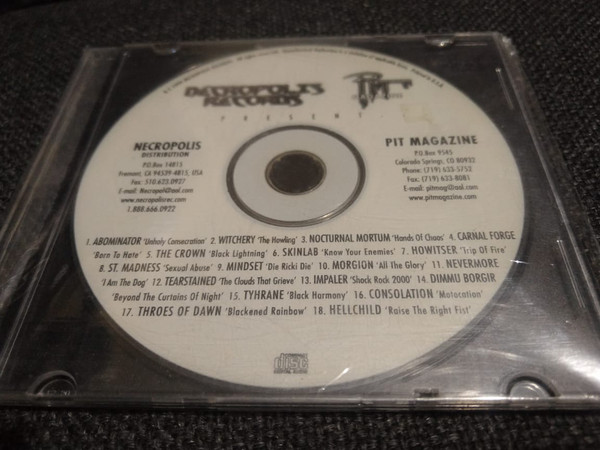 NECROPOLIS
RECORDS
PIT
PRESENT
NECROPOLIS
DISTRIBUTION
P.O.Box 14815
Fremont, CA 94539-4815, USA
Fax: 510.633.0927
E-mail: Necropoli@aol.com
www.necropolisrec.com
1.888.666.0922
PIT MAGAZINE
P.O.Box 9545
Colorado Springs, CO 80932
Phone: (719) 633-5752
Fax: (719) 633-8081
E-mail: pitmag@aol.com
www.pitmagazine.com
1. ABOMINATOR 'Unholy Consecration' 2. WITCHERY 'The Howling' 3. NOCTURNAL MORTUM 'Hands Of Chaos' 4. CARNAL FORGE
'Born To Hate' 5. THE CROWN 'Black Lightning' 6. SKINLAB 'Know Your Enemies' 7. HOWITSER 'Trip Of Fire'
8. ST. MADNESS 'Sexual Abuse' 9. MINDSET 'Die Ricki Die' 10. MORGION 'All The Glory' 11. NEVERMORE
'I Am The Dog' 12. TEARSTAINED 'The Clouds That Grieve' 13. IMPALER 'Shock Rock 2000' 14. DIMMU BORGIR
'Beyond The Curtains Of Night' 15. TYHRANE 'Black Harmony' 16. CONSOLATION 'Motocation'
17. THROES OF DAWN 'Blackened Rainbow' 18. HELLCHILD 'Raise The Right Fist'
disc